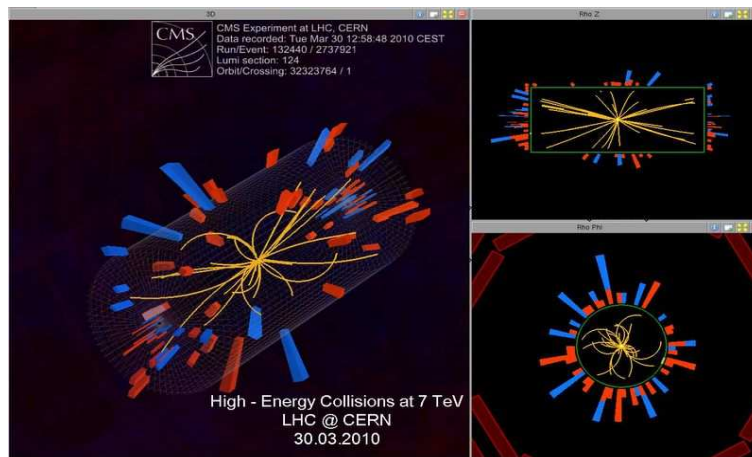 3D
CMS
CMS Experiment at LHC, CERN
Data recorded: Tue Mar 30 12:58:48 2010 CEST
Run/Event: 132440 / 2737921
Lumi section: 124
Orbit/Crossing: 32323764 / 1
High - Energy Collisions at 7 TeV
LHC @ CERN
30.03.2010
Rho Z
Rho Phi